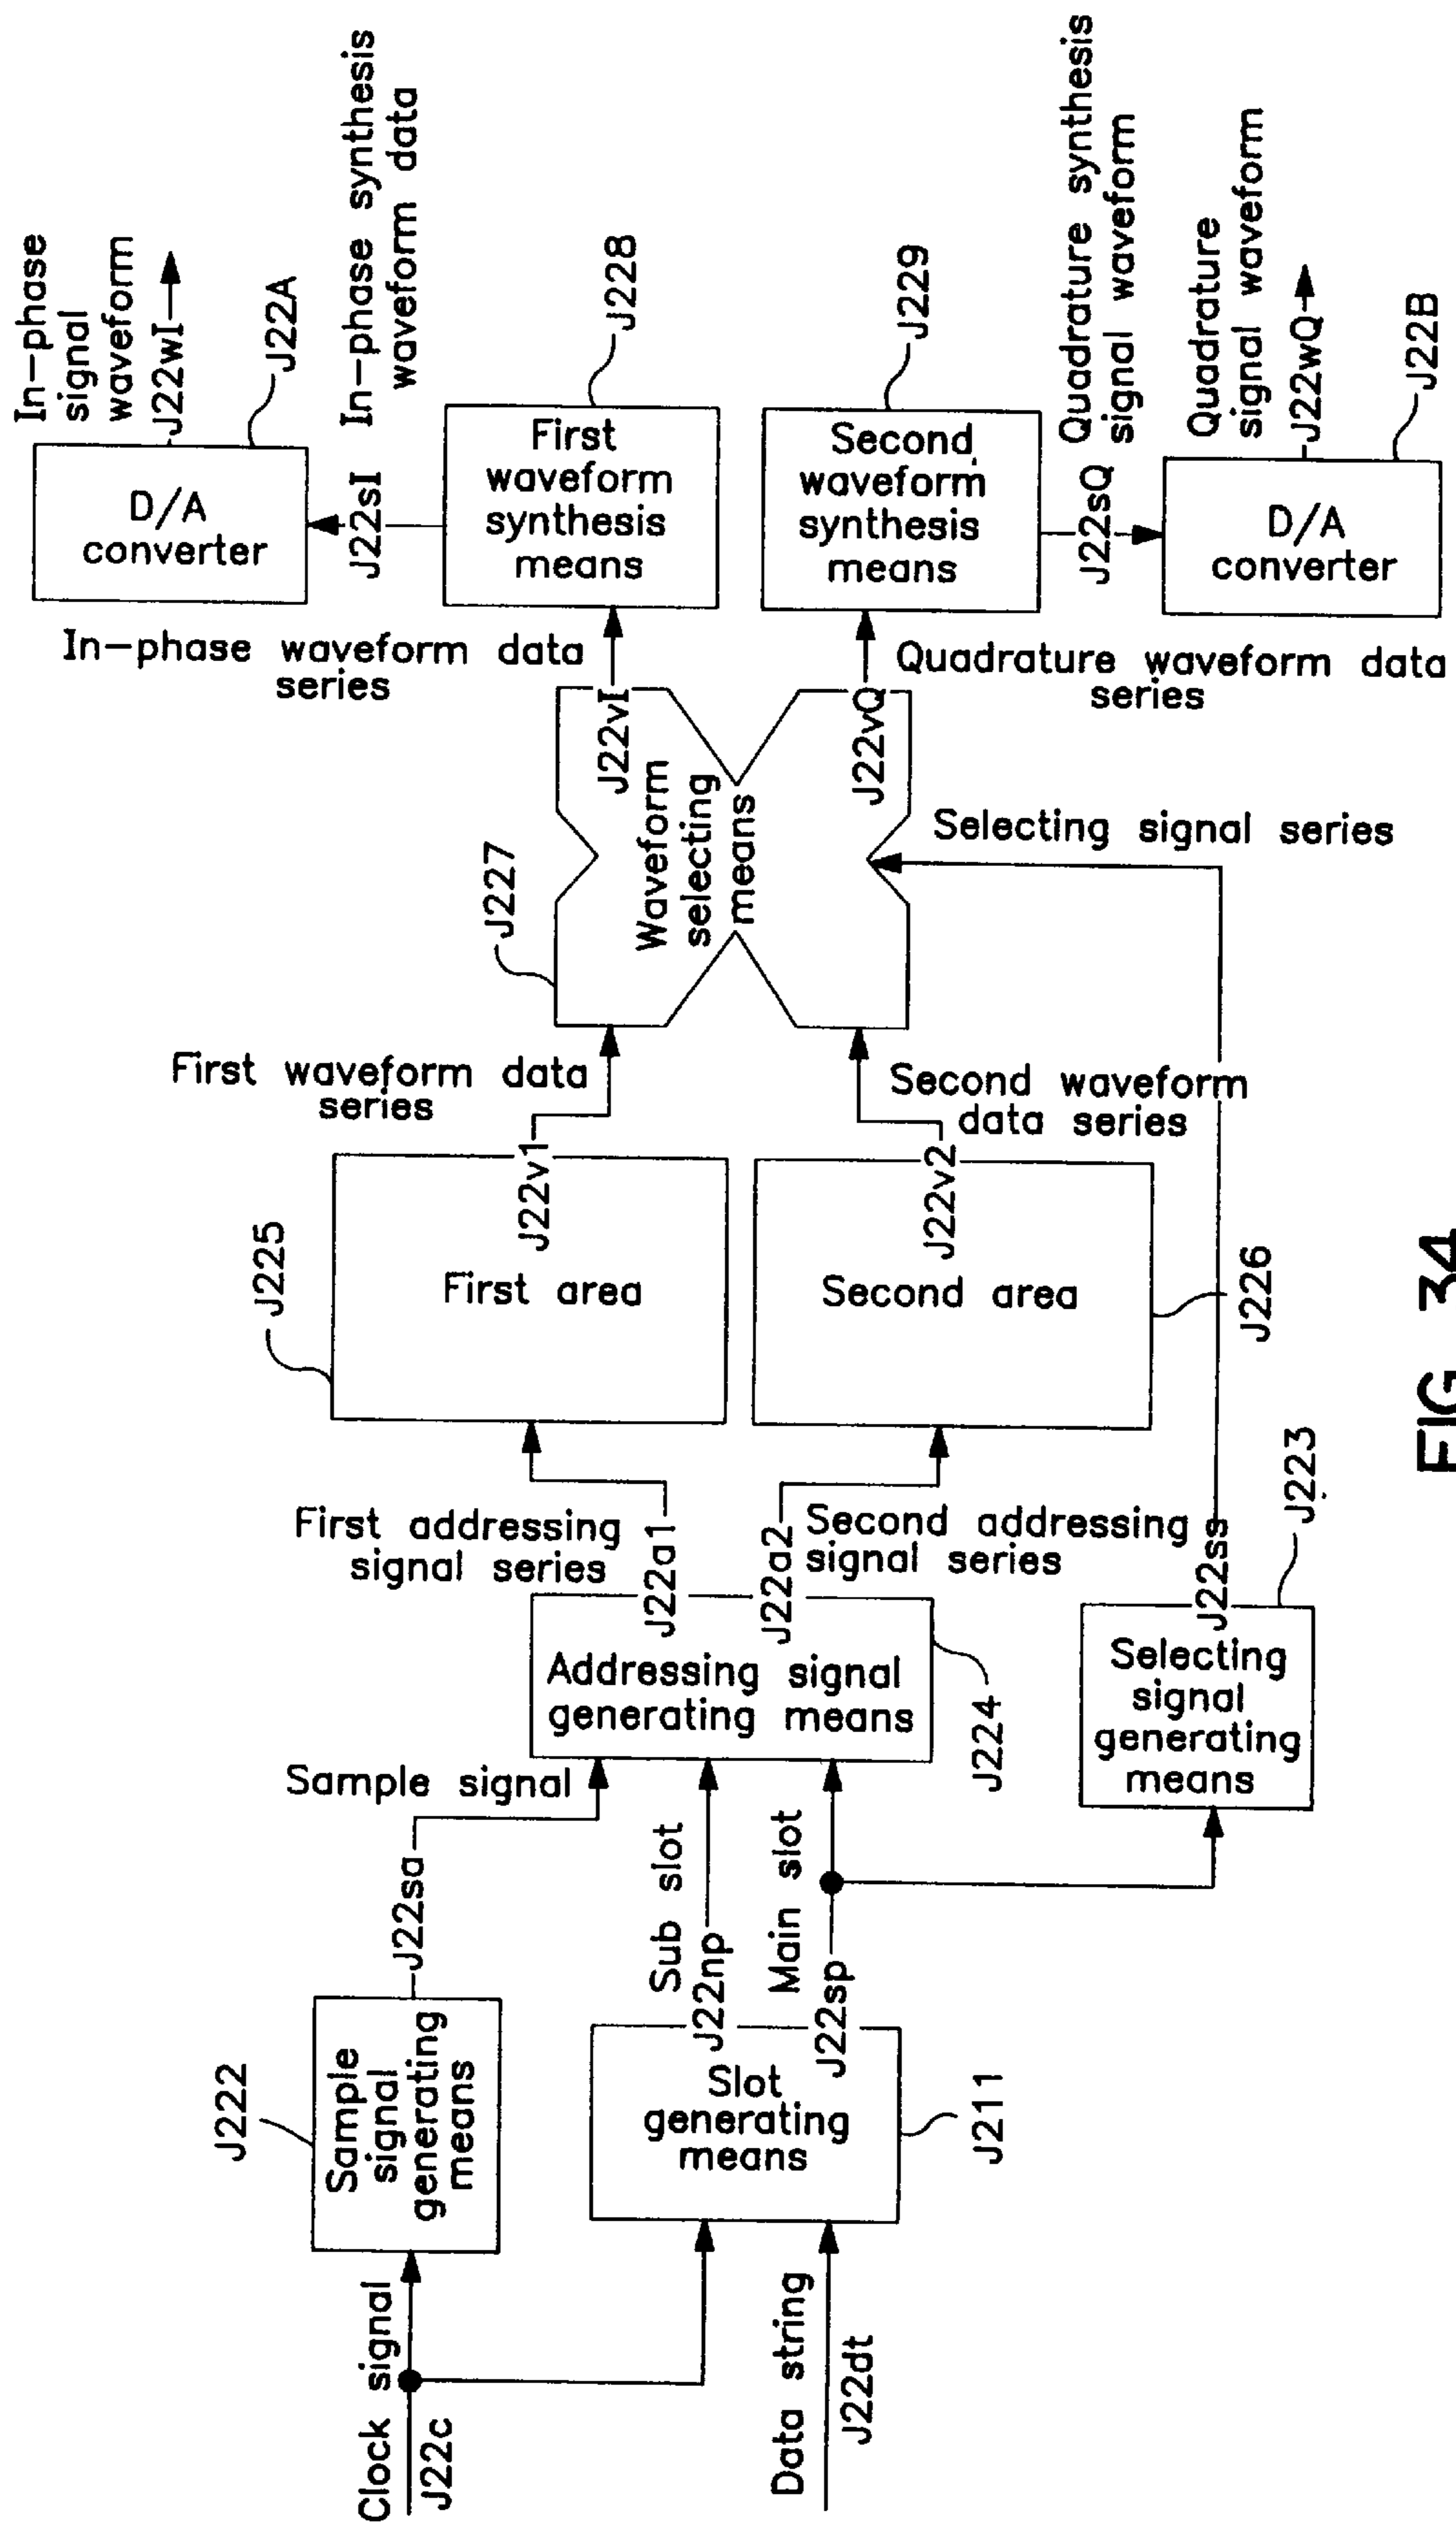 Clock signal
J22c
Data string
J22dt
J222
Sample
signal
generating
means
Slot
generating
means
J211
J22sa
Sample signal
Sub slot
J22np
Main slot
J22sp
Addressing signal
generating means
J224
Selecting
signal
generating
means
J223
J22ss
First addressing
signal series
J22a1
J22a2
Second addressing
signal series
J225
First area
J22v1
Second area
J22v2
J226
First waveform data
series
Second waveform
data series
J227
Waveform
selecting
means
J22vI
J22vQ
Selecting signal series
In-phase waveform data
series
Quadrature waveform data
series
First
waveform
synthesis
means
J228
Second
waveform
synthesis
means
J229
J22sI
In-phase synthesis
waveform data
J22sQ
Quadrature synthesis
signal waveform
D/A
converter
J22A
J22wI
In-phase
signal
waveform
D/A
converter
J22B
J22wQ
Quadrature
signal waveform
FIG. 34